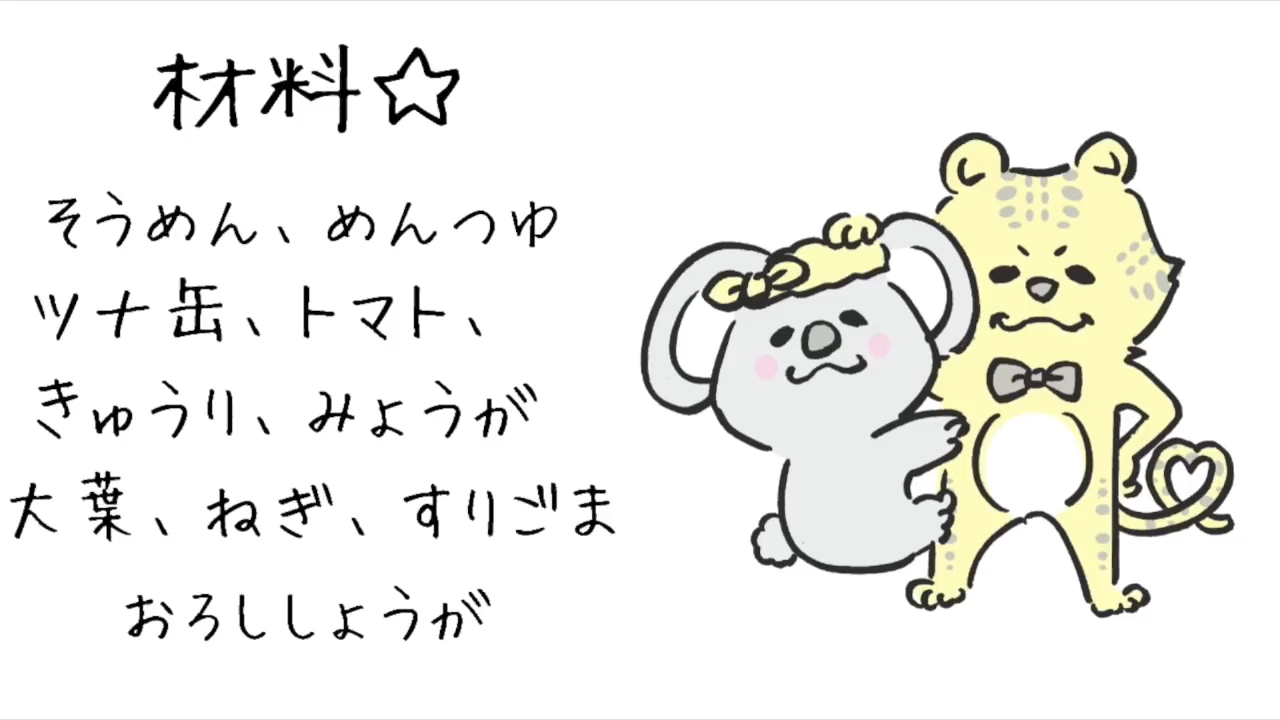 材料☆
そうめん、めんつゆ
ツナ缶、トマト、
きゅうり、みょうが
大葉、ねぎ、すりごま
おろししょうが